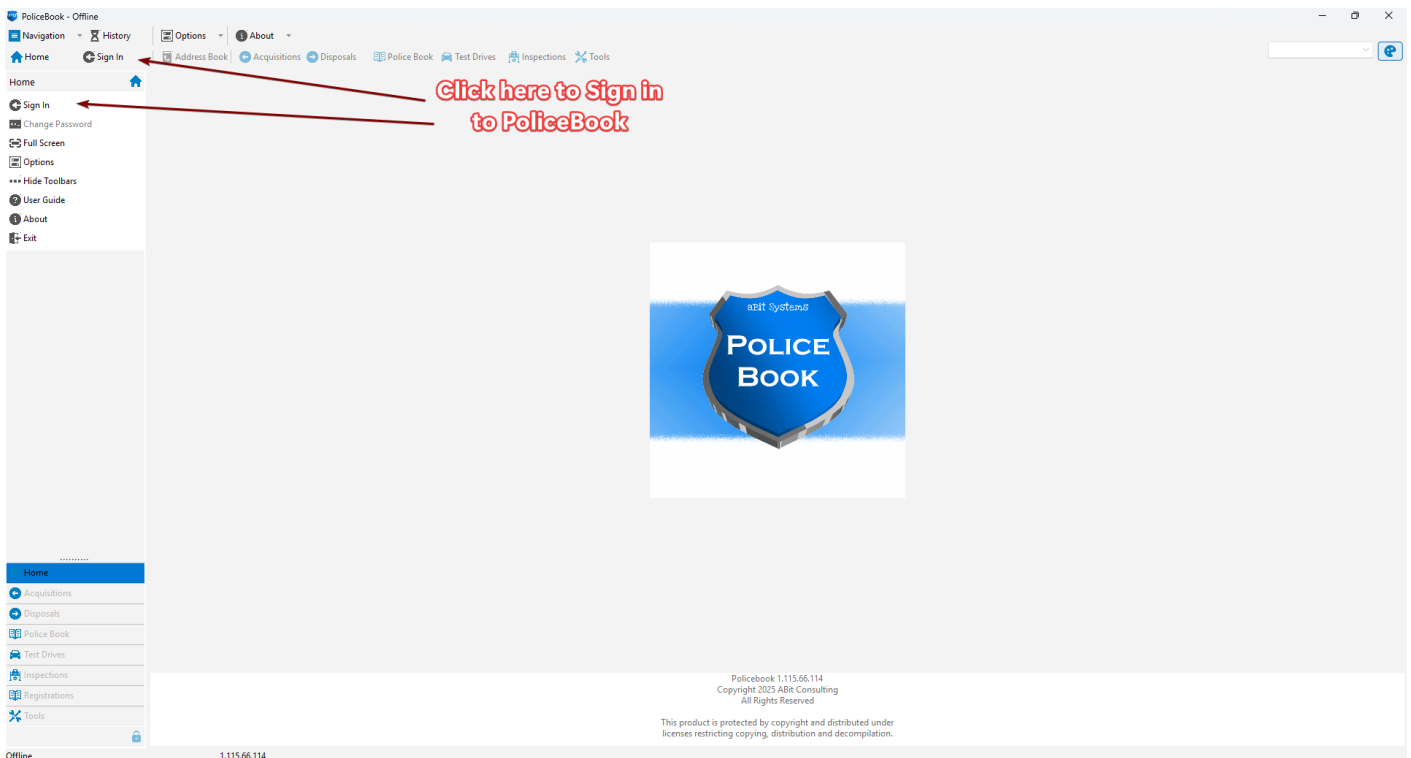 PoliceBook - Offline
Navigation History Options About
Home Sign In Address Book Acquisitions Disposals Police Book Test Drives Inspections Tools
Home
Click here to Sign in
to PoliceBook
Sign In
Change Password
Full Screen
Options
Hide Toolbars
User Guide
About
Exit
aBit Systems
POLICE
BOOK
Home
Acquisitions
Disposals
Police Book
Test Drives
Inspections
Registrations
Tools
Policebook 1.115.66.114
Copyright 2025 ABit Consulting
All Rights Reserved
This product is protected by copyright and distributed under
licenses restricting copying, distribution and decompilation.
Offline 1.115.66.114